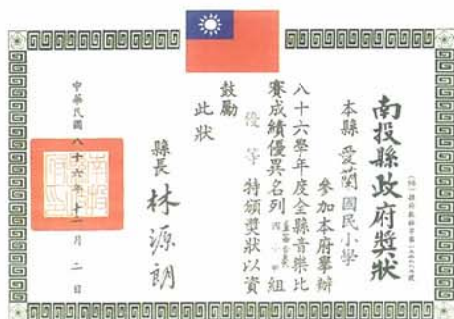 南投縣政府獎狀
本縣 愛蘭 國民小學
參加本府舉辦
八十六學年度全縣音樂比
賽成績優異名列 組
優等 特頒獎狀以資
鼓勵
此狀
縣長 林源朗
中華民國八十六年十一月二日